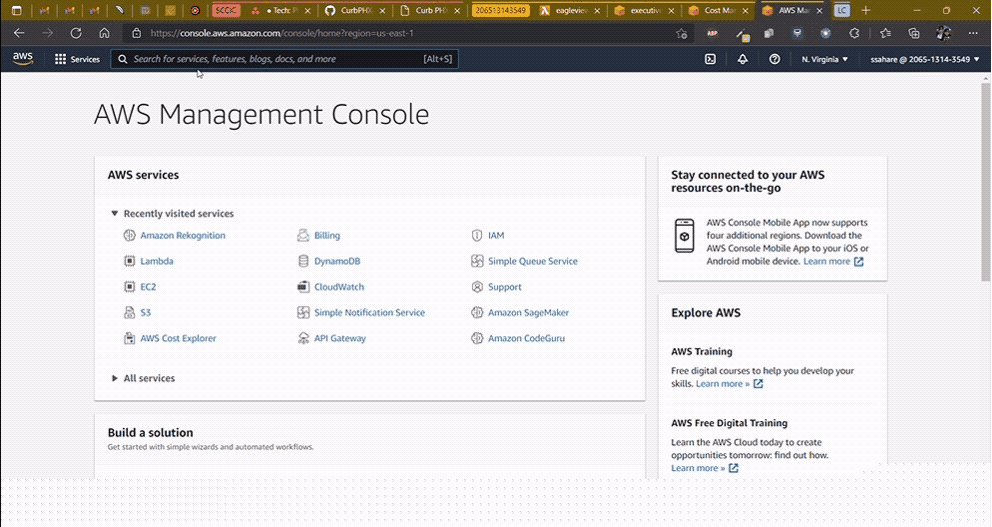 SCGIC
Tech: P
CurbPHX
Curb PHX
206513143549
eaglevie
executive
Cost Ma
AWS Ma
LC
https://console.aws.amazon.com/console/home?region=us-east-1
ABP
aws
Services
Search for services, features, blogs, docs, and more
[Alt+S]
N. Virginia
ssahare @ 2065-1314-3549
AWS Management Console
AWS services
Recently visited services
Amazon Rekognition
Billing
IAM
Lambda
DynamoDB
Simple Queue Service
EC2
CloudWatch
Support
S3
Simple Notification Service
Amazon SageMaker
AWS Cost Explorer
API Gateway
Amazon CodeGuru
All services
Build a solution
Get started with simple wizards and automated workflows.
Stay connected to your AWS
resources on-the-go
AWS Console Mobile App now supports
four additional regions. Download the
AWS Console Mobile App to your iOS or
Android mobile device. Learn more
Explore AWS
AWS Training
Free digital courses to help you develop your
skills. Learn more »
AWS Free Digital Training
Learn the AWS Cloud today to create
opportunities tomorrow: find out how.
Learn more »